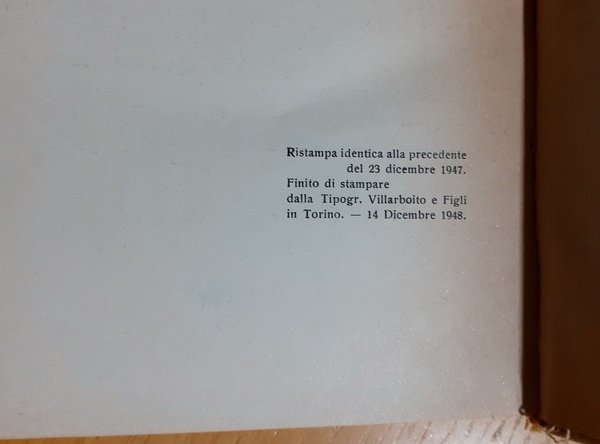 Ristampa identica alla precedente
del 23 dicembre 1947.
Finito di stampare
dalla Tipogr. Villarboito e Figli
in Torino. — 14 Dicembre 1948.